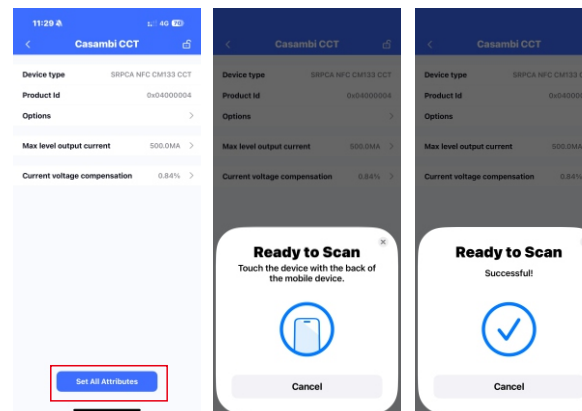 11:29
4G 70
Casambi CCT
Device type SRPCA NFC CM133 CCT
Product Id 0x04000004
Options
Max level output current 500.0MA
Current voltage compensation 0.84%
Set All Attributes
Casambi CCT
Device type SRPCA NFC CM133 CCT
Product Id 0x04000004
Options
Max level output current 500.0MA
Current voltage compensation 0.84%
Ready to Scan
Touch the device with the back of
the mobile device.
Cancel
Casambi CCT
Device type SRPCA NFC CM133 C
Product Id 0x040000
Options
Max level output current 500.0MA
Current voltage compensation 0.84%
Ready to Scan
Successful!
Cancel